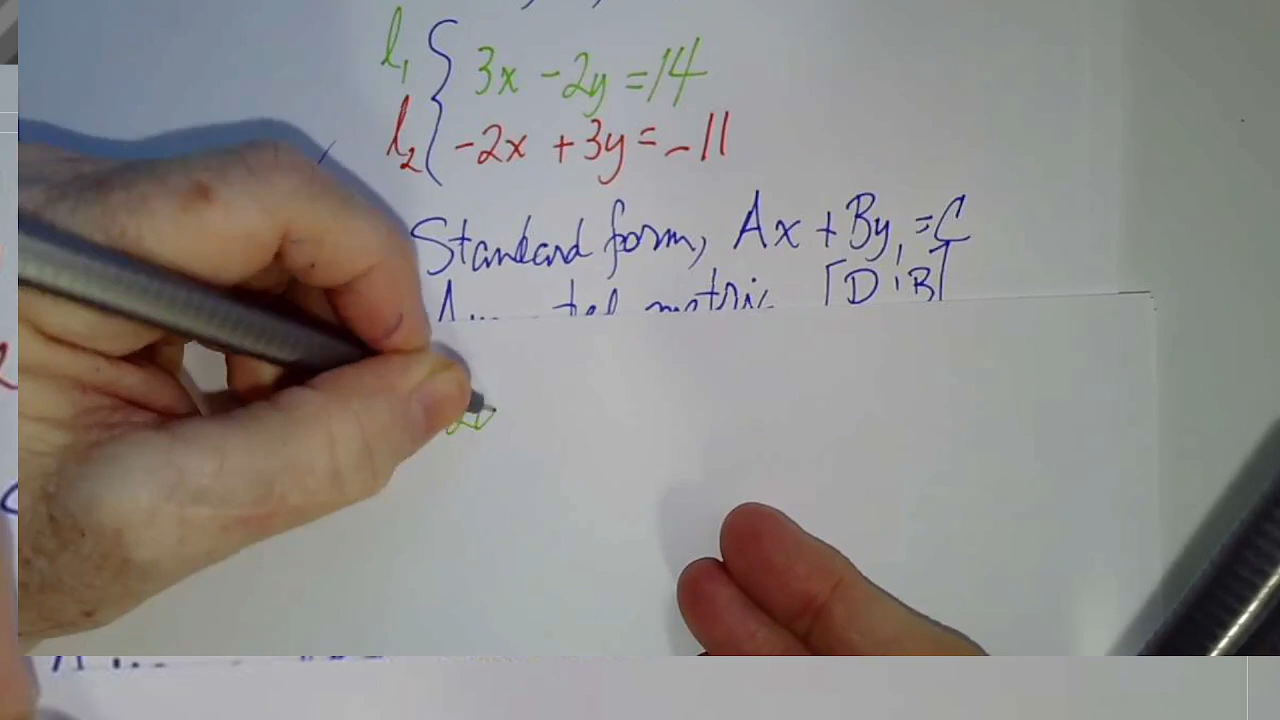 l₁ { 3x - 2y = 14
l₂ { -2x + 3y = -11
Standard form, Ax + By = C